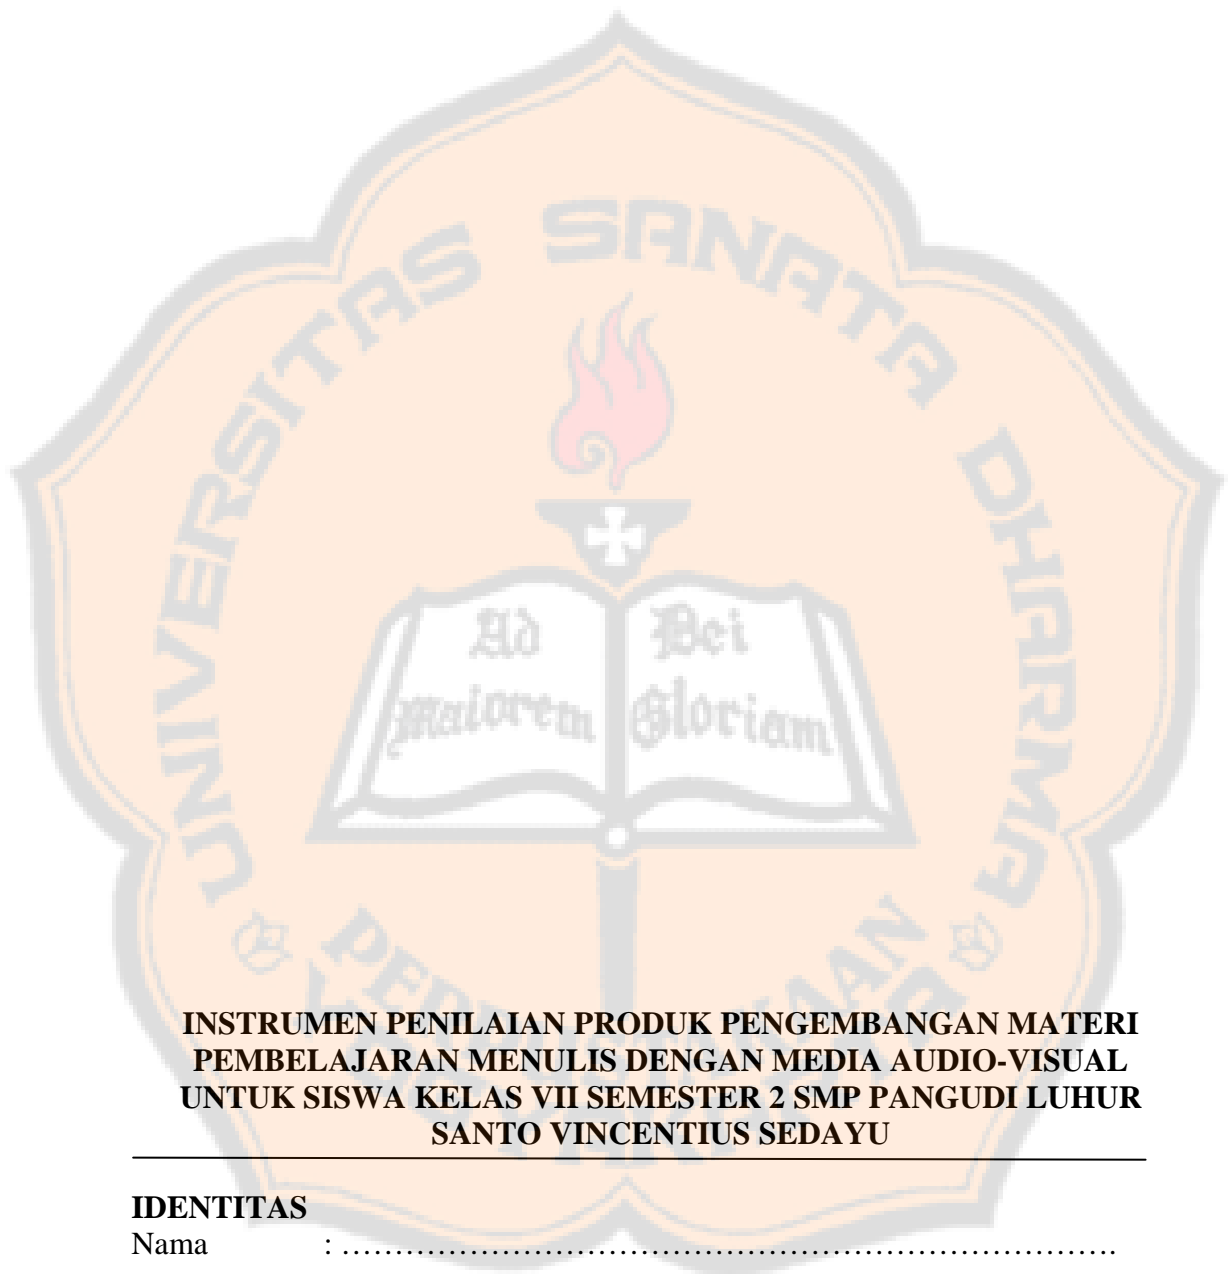 UNIVERSITAS SANATA DHARMA
Ad Dei
maiorem Gloriam
PERPUSTAKAAN
INSTRUMEN PENILAIAN PRODUK PENGEMBANGAN MATERI
PEMBELAJARAN MENULIS DENGAN MEDIA AUDIO-VISUAL
UNTUK SISWA KELAS VII SEMESTER 2 SMP PANGUDI LUHUR
SANTO VINCENTIUS SEDAYU
IDENTITAS
Nama : ……………………………………………………………….